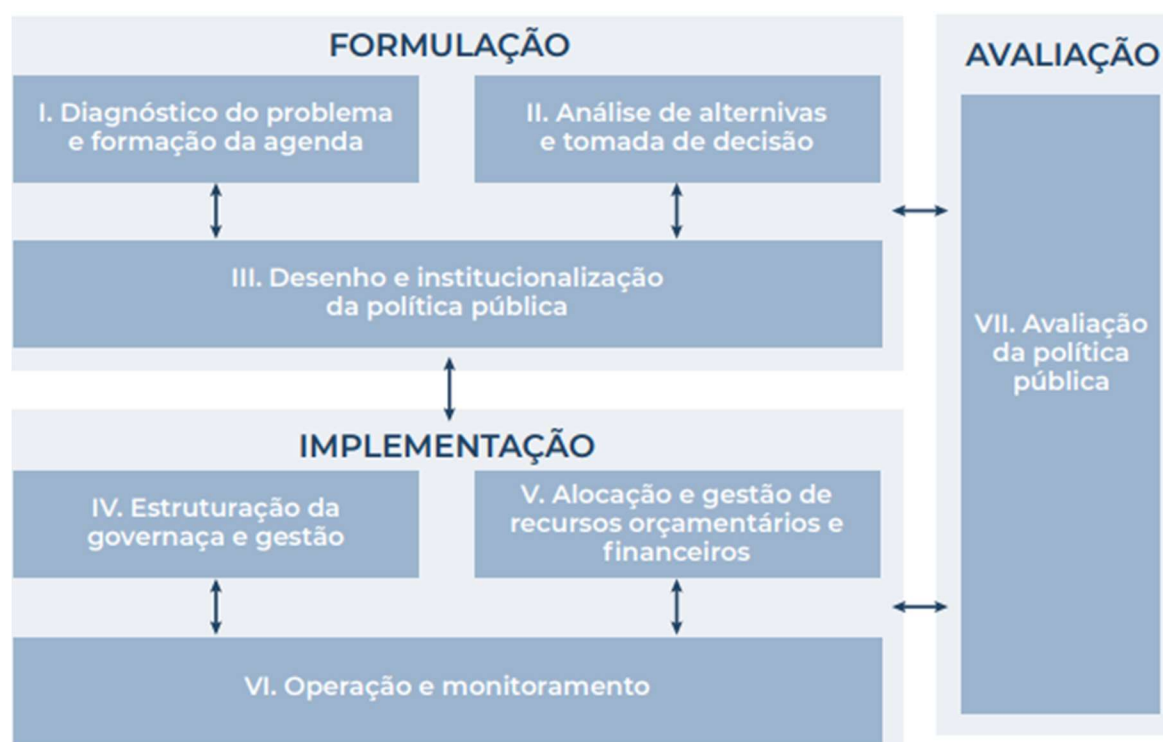 FORMULAÇÃO
I. Diagnóstico do problema
e formação da agenda
II. Análise de alternivas
e tomada de decisão
III. Desenho e institucionalização
da política pública
IMPLEMENTAÇÃO
IV. Estruturação da
governaça e gestão
V. Alocação e gestão de
recursos orçamentários e
financeiros
VI. Operação e monitoramento
AVALIAÇÃO
VII. Avaliação
da política
pública